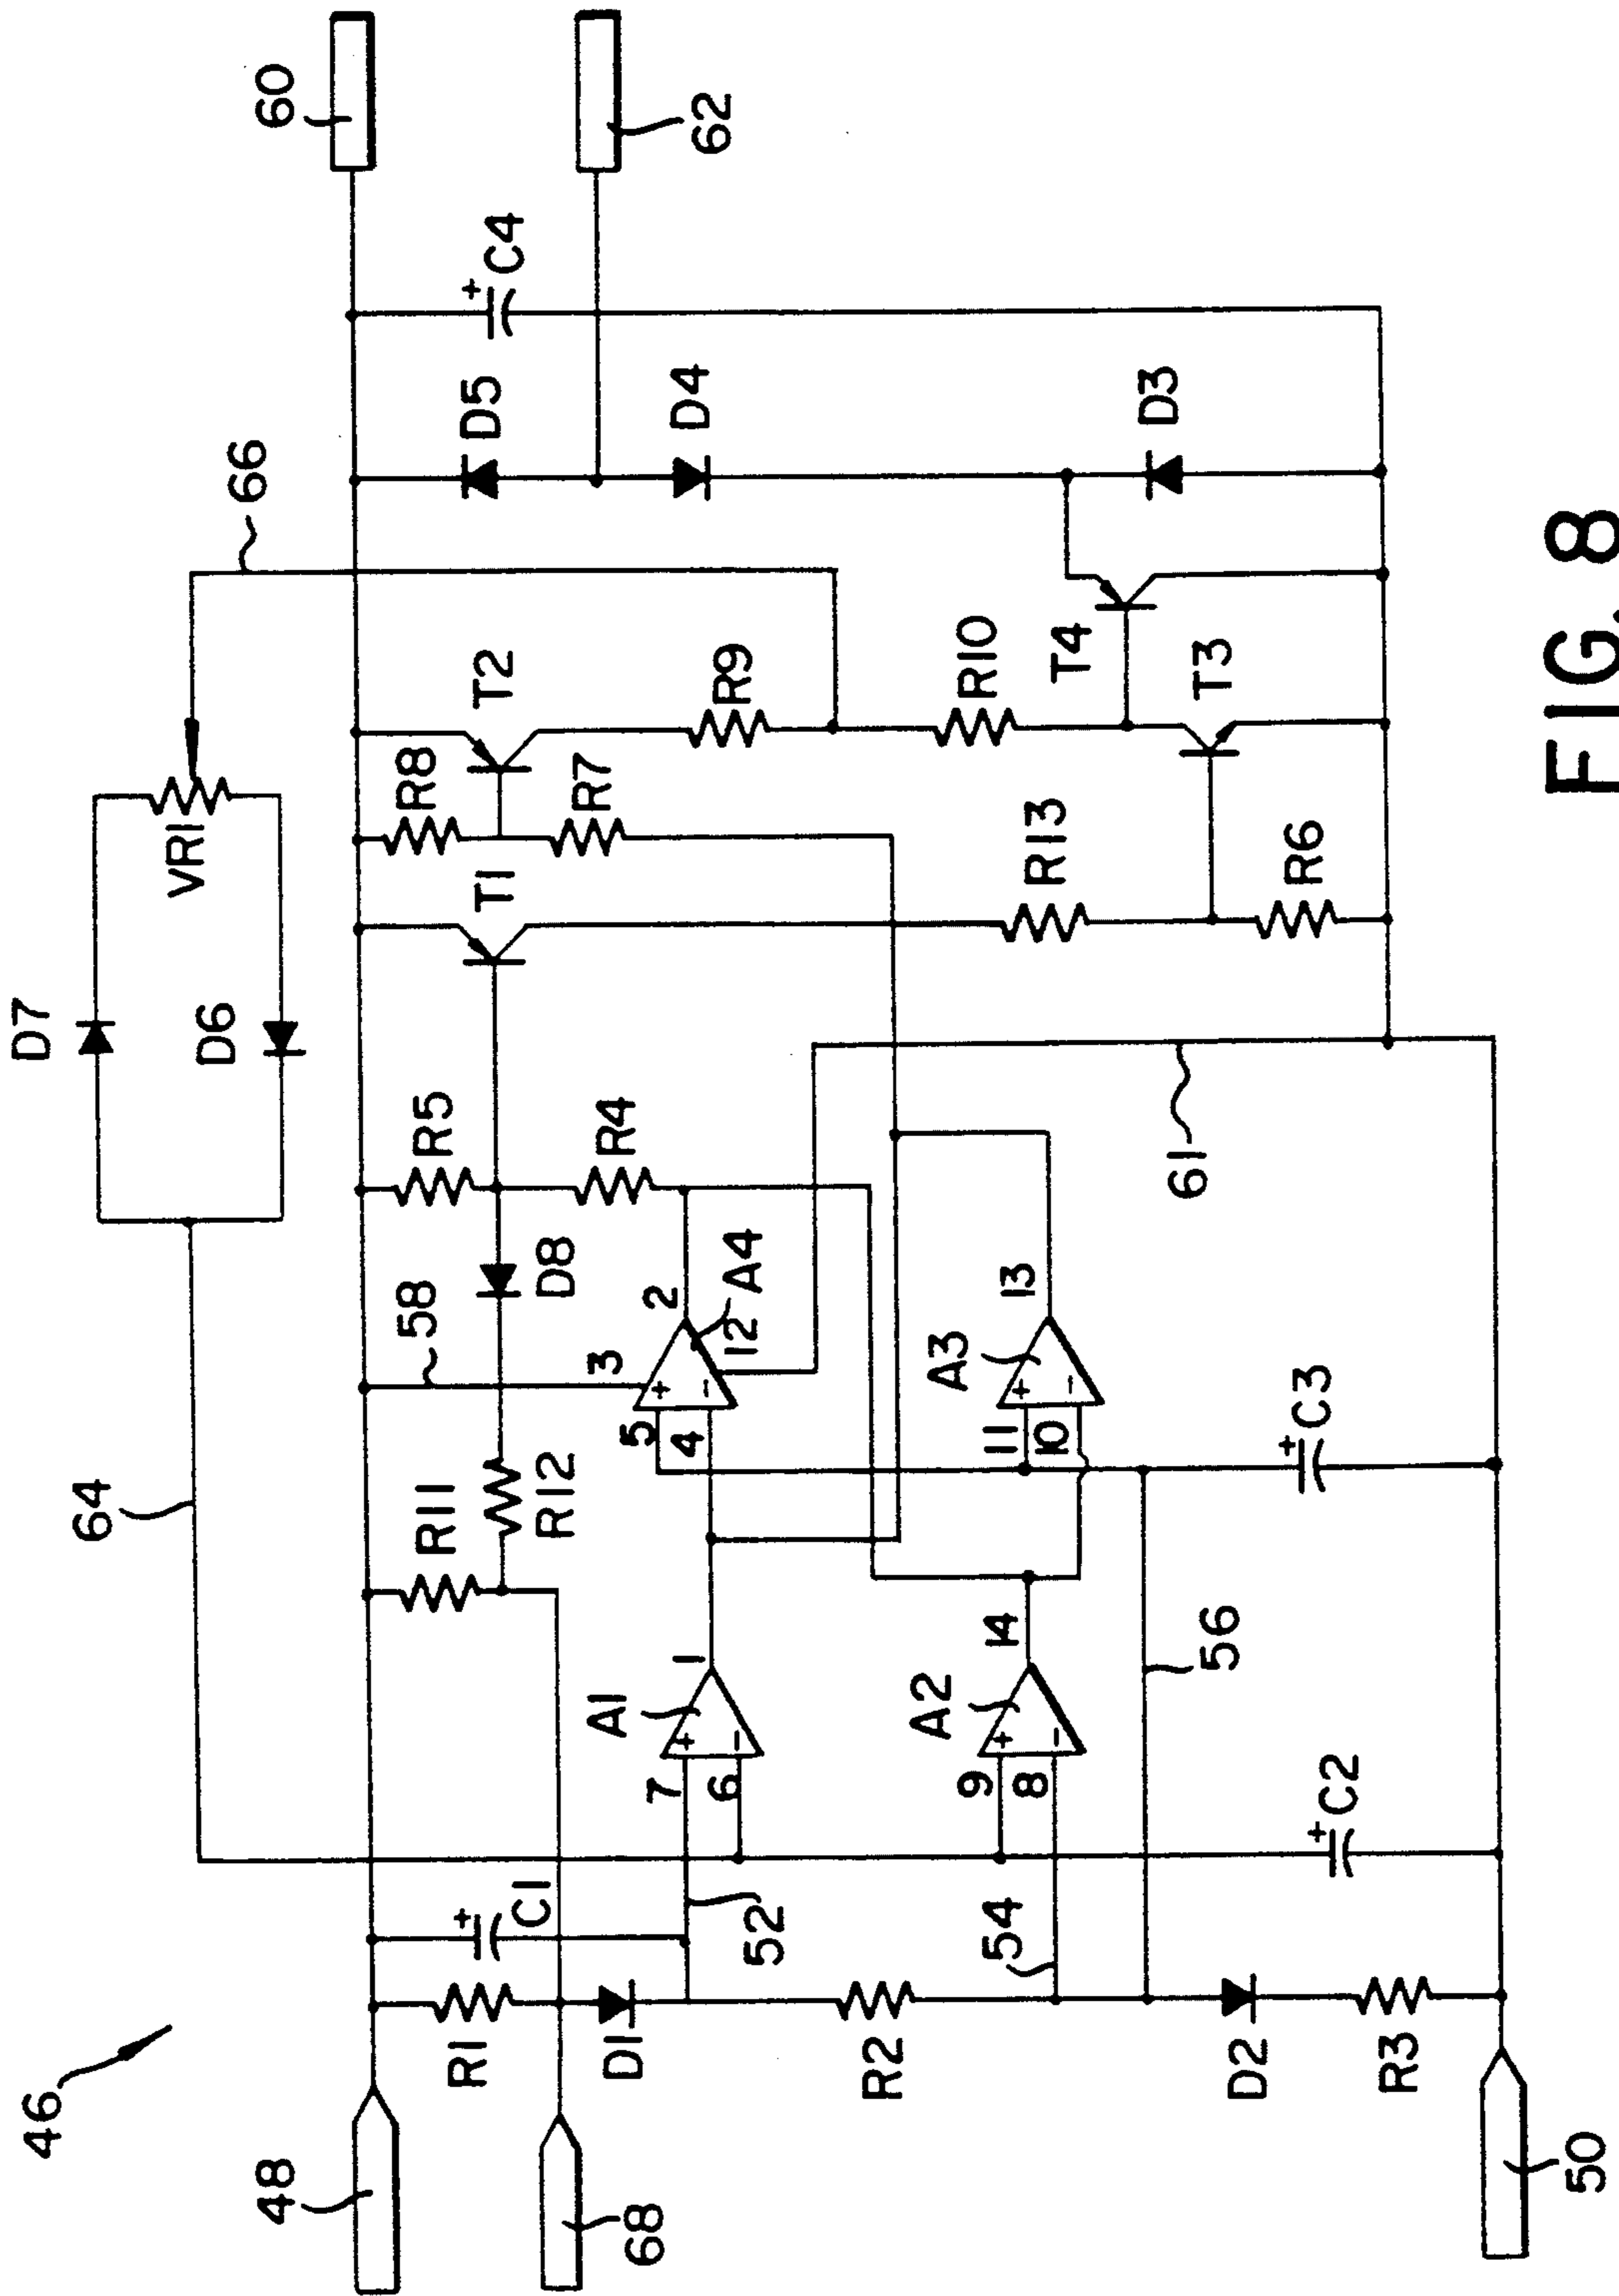 46
48
68
50
R1
+
C1
D1
52
R2
54
D2
R3
64
D7
D6
VR1
66
R11
R12
58
D8
R5
R4
T1
R8
R7
T2
R9
R10
R13
R6
T3
T4
D5
D4
D3
+
C4
60
62
A1
7
6
+
-
1
A2
9
8
+
-
14
+
C2
56
5
4
3
+
-
2
12
A4
A3
11
10
+
-
13
+
C3
61
FIG. 8